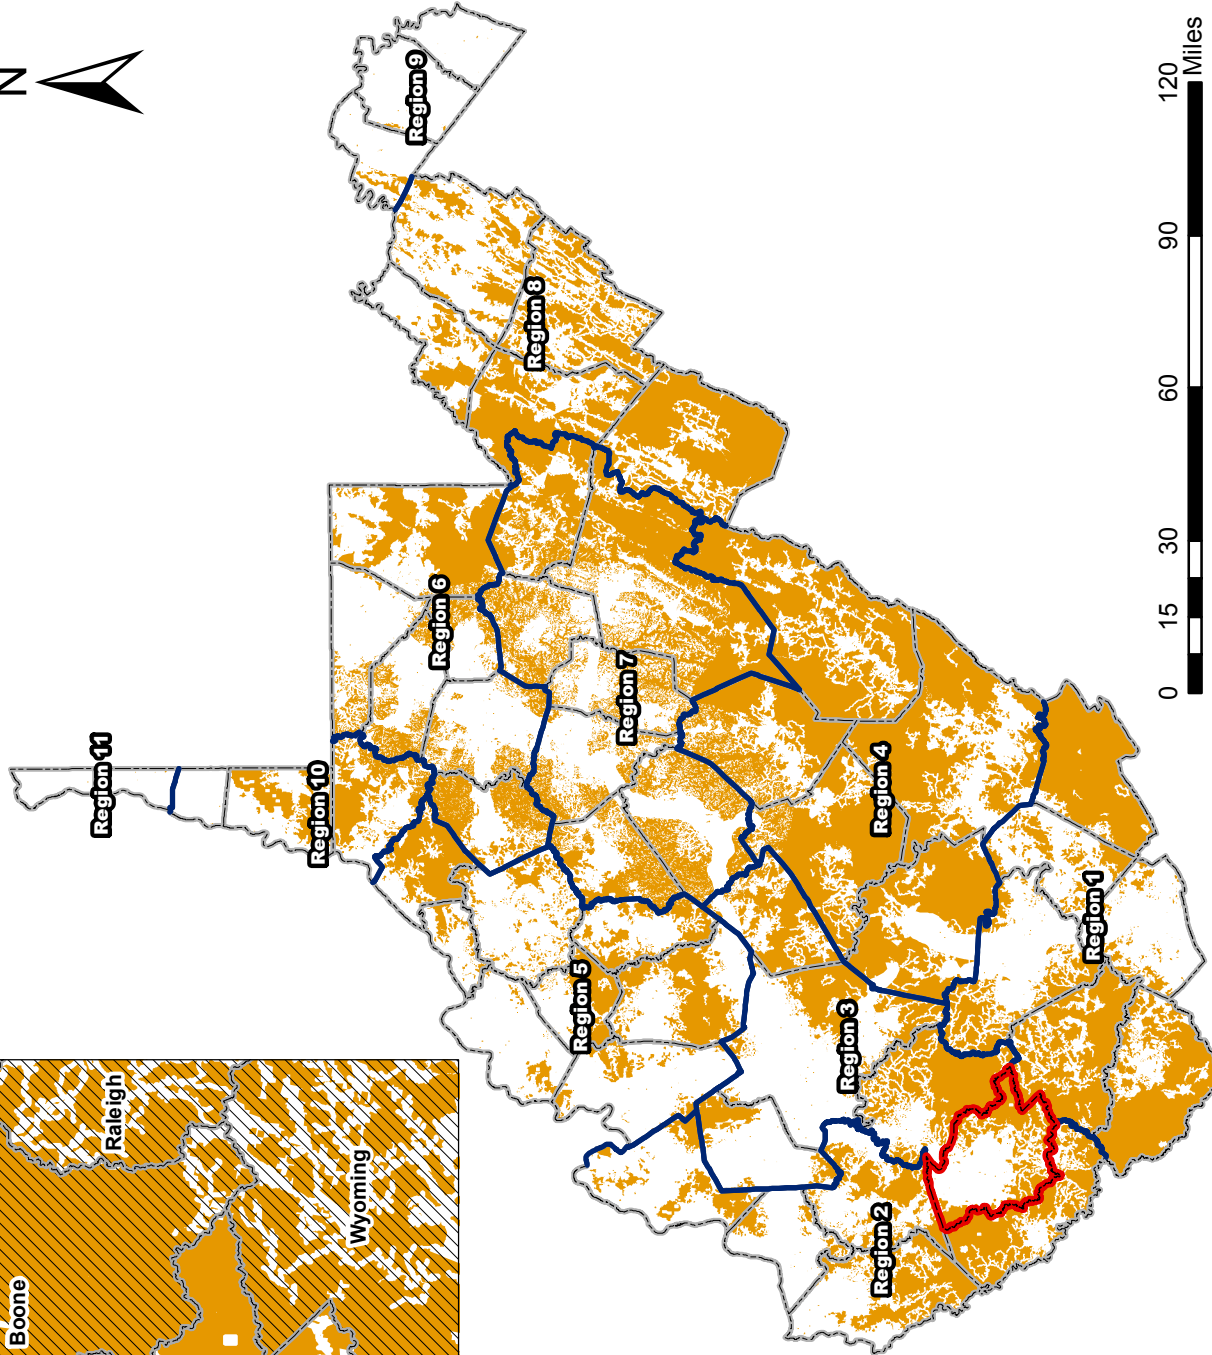 N
Region 11
Region 10
Region 9
Region 8
Region 6
Region 7
Region 5
Region 4
Region 3
Region 2
Region 1
Boone
Raleigh
Wyoming
0 15 30 60 90 120
Miles